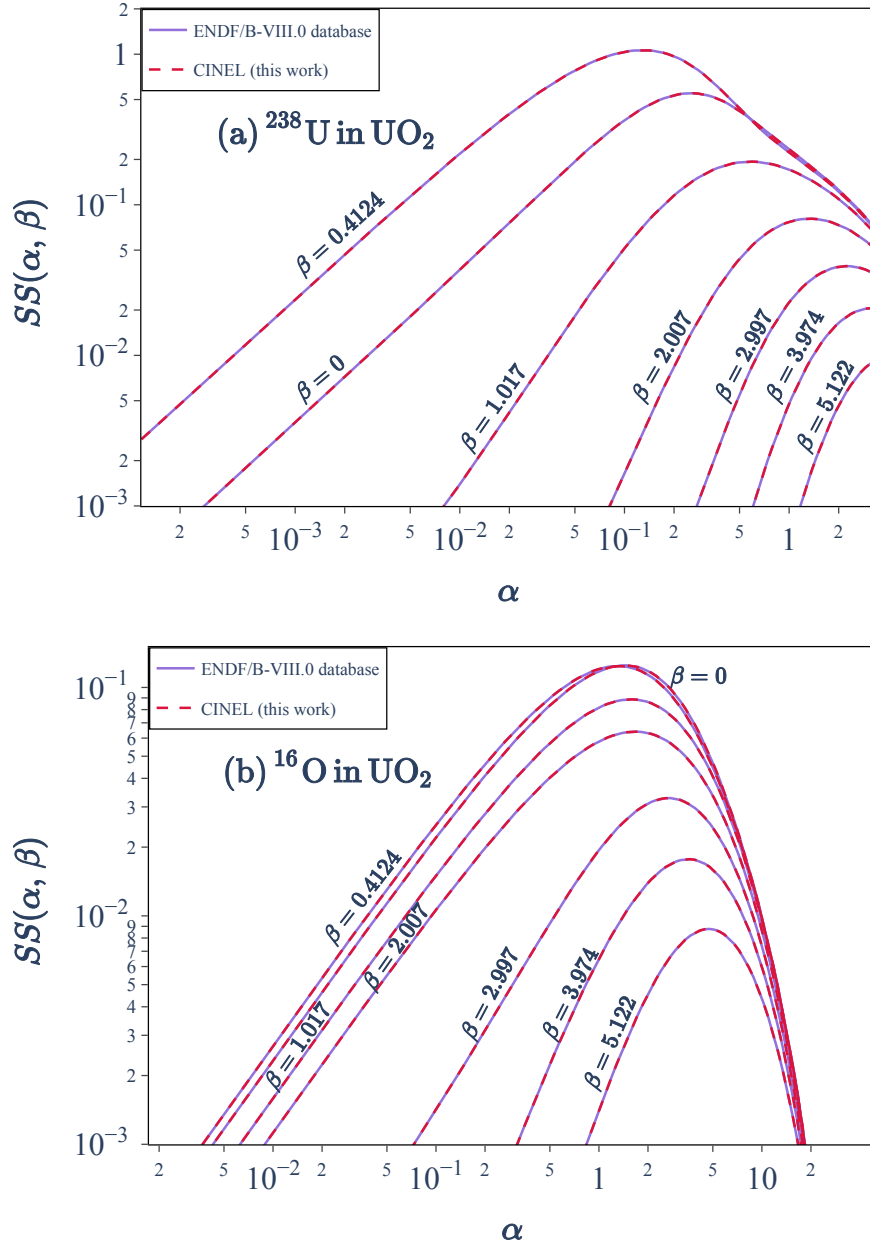 ENDF/B-VIII.0 database
CINEL (this work)
(a) ²³⁸U in UO₂
SS(α, β)
2
1
5
2
10⁻¹
5
2
10⁻²
5
2
10⁻³
β = 0.4124
β = 0
β = 1.017
β = 2.007
β = 2.997
β = 3.974
β = 5.122
2
5
10⁻³
2
5
10⁻²
2
5
10⁻¹
2
5
1
2
α
ENDF/B-VIII.0 database
CINEL (this work)
(b) ¹⁶O in UO₂
SS(α, β)
10⁻¹
9
8
7
6
5
4
3
2
10⁻²
9
8
7
6
5
4
3
2
10⁻³
β = 0
β = 0.4124
β = 2.007
β = 1.017
β = 2.997
β = 3.974
β = 5.122
2
5
10⁻²
2
5
10⁻¹
2
5
1
2
5
10
2
α